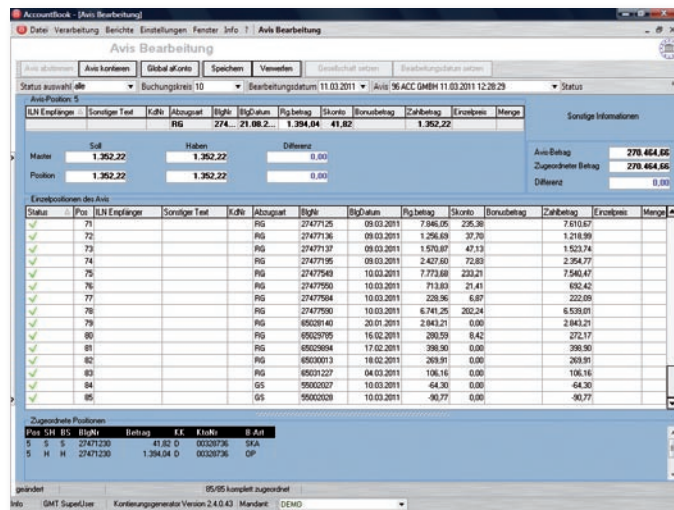 AccountBook - [Avis Bearbeitung]
Datei Verarbeitung Berichte Einstellungen Fenster Info ? Avis Bearbeitung
Avis Bearbeitung
Avis abstimmen Avis kontieren Global aKonto Speichern Verwerfen Gesellschaft setzen Bearbeitungsdatum setzen
Status auswahl alle Buchungskreis 10 Bearbeitungsdatum 11.03.2011 Avis 96 ACC GMBH 11.03.2011 12:28:29 Status
Avis-Position: 5
ILN Empfänger Sonstiger Text KdNr Abzugsart BlgNr BlgDatum Rg.betrag Skonto Bonusbetrag Zahlbetrag Einzelpreis Menge
RG 274... 21.08.2... 1.394,04 41,82 1.352,22
Sonstige Informationen
Soll Haben Differenz
Master 1.352,22 1.352,22 0,00
Position 1.352,22 1.352,22 0,00
Avis-Betrag 270.464,66
Zugeordneter Betrag 270.464,66
Differenz 0,00
Einzelpositionen des Avis
Status Pos ILN Empfänger Sonstiger Text KdNr Abzugsart BlgNr BlgDatum Rg.betrag Skonto Bonusbetrag Zahlbetrag Einzelpreis Menge
71 RG 27477125 09.03.2011 7.846,05 235,38 7.610,67
72 RG 27477136 09.03.2011 1.256,69 37,70 1.218,99
73 RG 27477137 09.03.2011 1.570,87 47,13 1.523,74
74 RG 27477195 09.03.2011 2.427,60 72,83 2.354,77
75 RG 27477549 10.03.2011 7.773,68 233,21 7.540,47
76 RG 27477550 10.03.2011 713,83 21,41 692,42
77 RG 27477584 10.03.2011 228,96 6,87 222,09
78 RG 27477590 10.03.2011 6.741,25 202,24 6.539,01
79 RG 65028140 20.01.2011 2.843,21 0,00 2.843,21
80 RG 65029785 16.02.2011 280,59 8,42 272,17
81 RG 65029894 17.02.2011 398,90 0,00 398,90
82 RG 65030013 18.02.2011 269,91 0,00 269,91
83 RG 65031227 04.03.2011 106,16 0,00 106,16
84 GS 55002027 10.03.2011 -64,30 0,00 -64,30
85 GS 55002028 10.03.2011 -90,77 0,00 -90,77
Zugeordnete Positionen
Pos SH BS BlgNr Betrag KK KtoNr B-Art
5 S S 27471230 41,82 D 00328736 SKA
5 H H 27471230 1.394,04 D 00328736 OP
geändert 85/85 komplett zugeordnet
Info GMT SuperUser Kontierungsgenerator Version 2.4.0.43 Mandant: DEMO